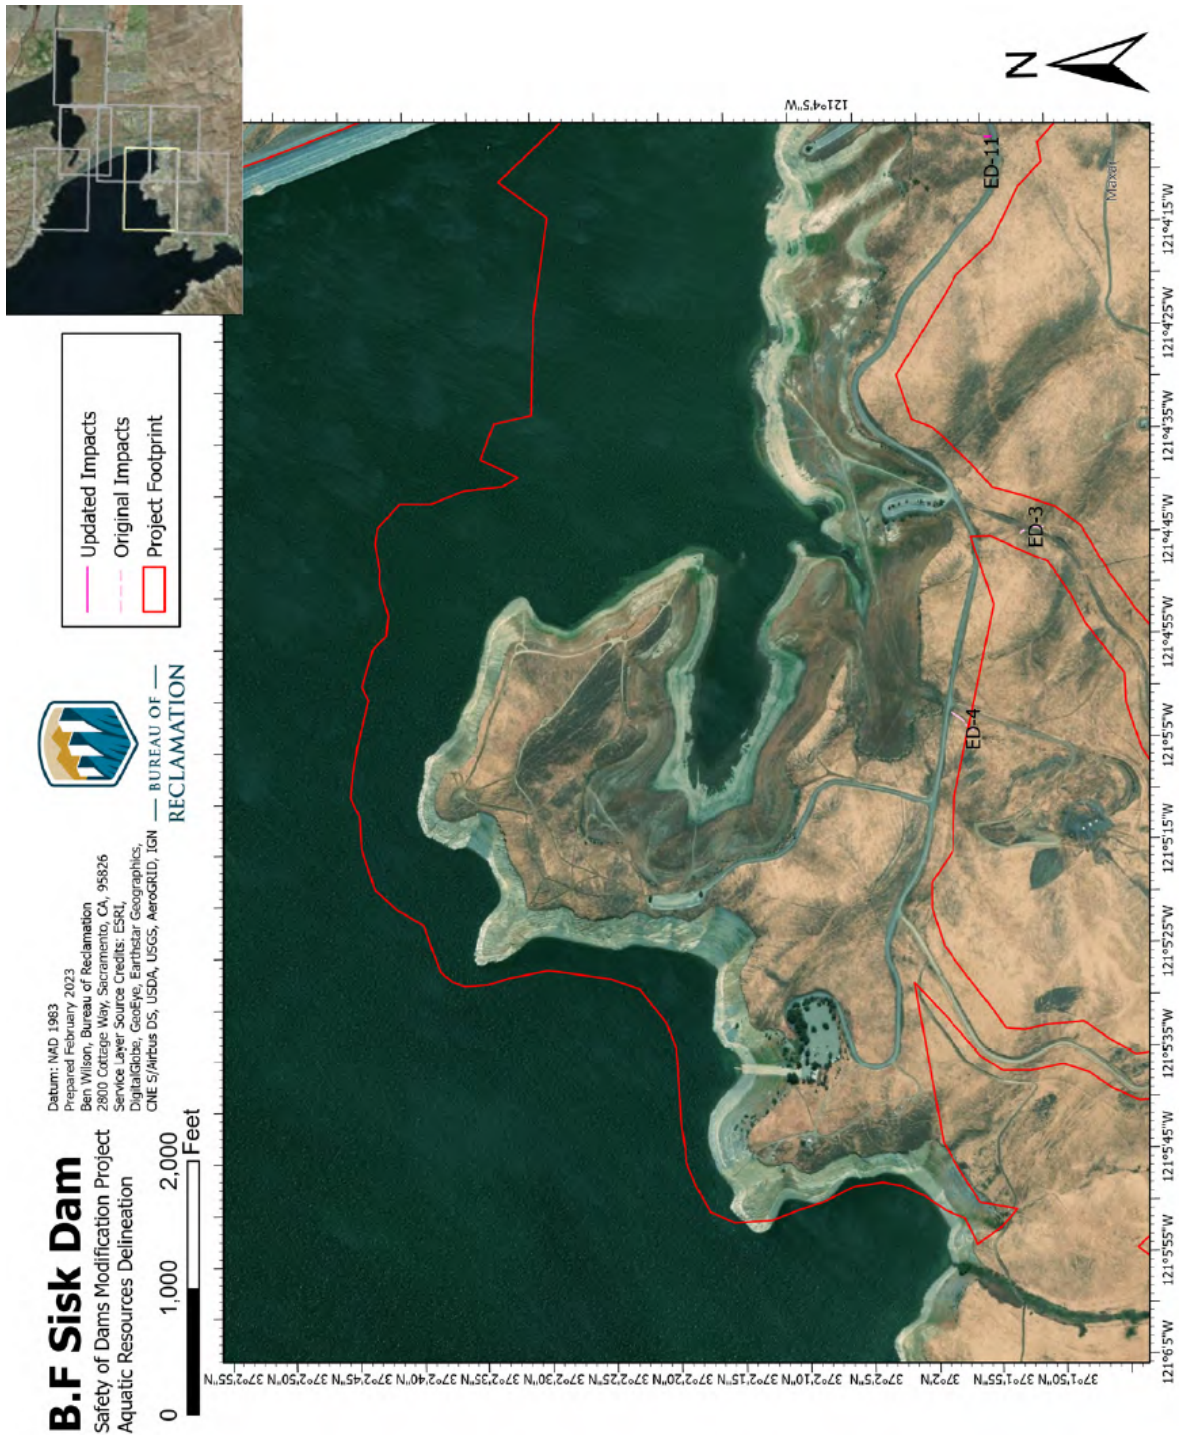 B.F Sisk Dam
Safety of Dams Modification Project
Aquatic Resources Delineation
0 1,000 2,000
Feet
Datum: NAD 1983
Prepared February 2023
Ben Wilson, Bureau of Reclamation
2800 Cottage Way, Sacramento, CA, 95826
Service Layer Source Credits: ESRI,
DigitalGlobe, GeoEye, Earthstar Geographics,
CNE S/Airbus DS, USDA, USGS, AeroGRID, IGN
BUREAU OF
RECLAMATION
Updated Impacts
Original Impacts
Project Footprint
N
121°4'5"W
37°2'55"N
37°2'50"N
37°2'45"N
37°2'40"N
37°2'35"N
37°2'30"N
37°2'25"N
37°2'20"N
37°2'15"N
37°2'10"N
37°2'5"N
37°2'N
37°1'55"N
37°1'50"N
ED-4
ED-3
ED-11
121°6'5"W
121°5'55"W
121°5'45"W
121°5'35"W
121°5'25"W
121°5'15"W
121°5'5"W
121°4'55"W
121°4'45"W
121°4'35"W
121°4'25"W
121°4'15"W